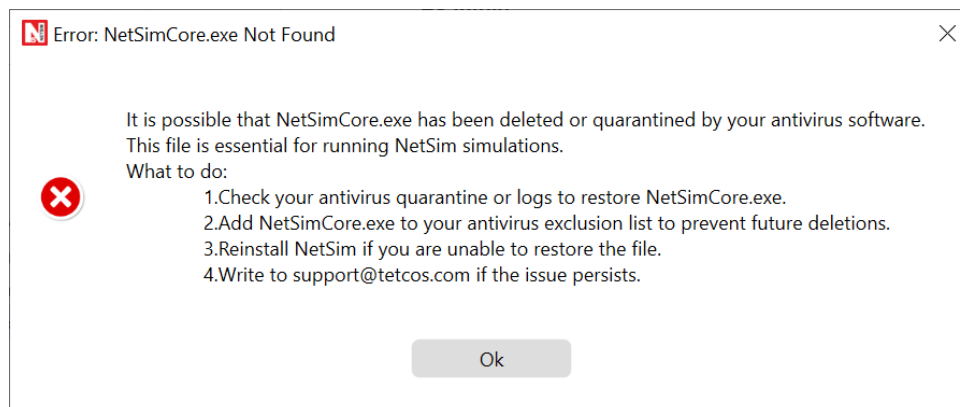 Error: NetSimCore.exe Not Found
It is possible that NetSimCore.exe has been deleted or quarantined by your antivirus software.
This file is essential for running NetSim simulations.
What to do:
1.Check your antivirus quarantine or logs to restore NetSimCore.exe.
2.Add NetSimCore.exe to your antivirus exclusion list to prevent future deletions.
3.Reinstall NetSim if you are unable to restore the file.
4.Write to support@tetcos.com if the issue persists.
Ok